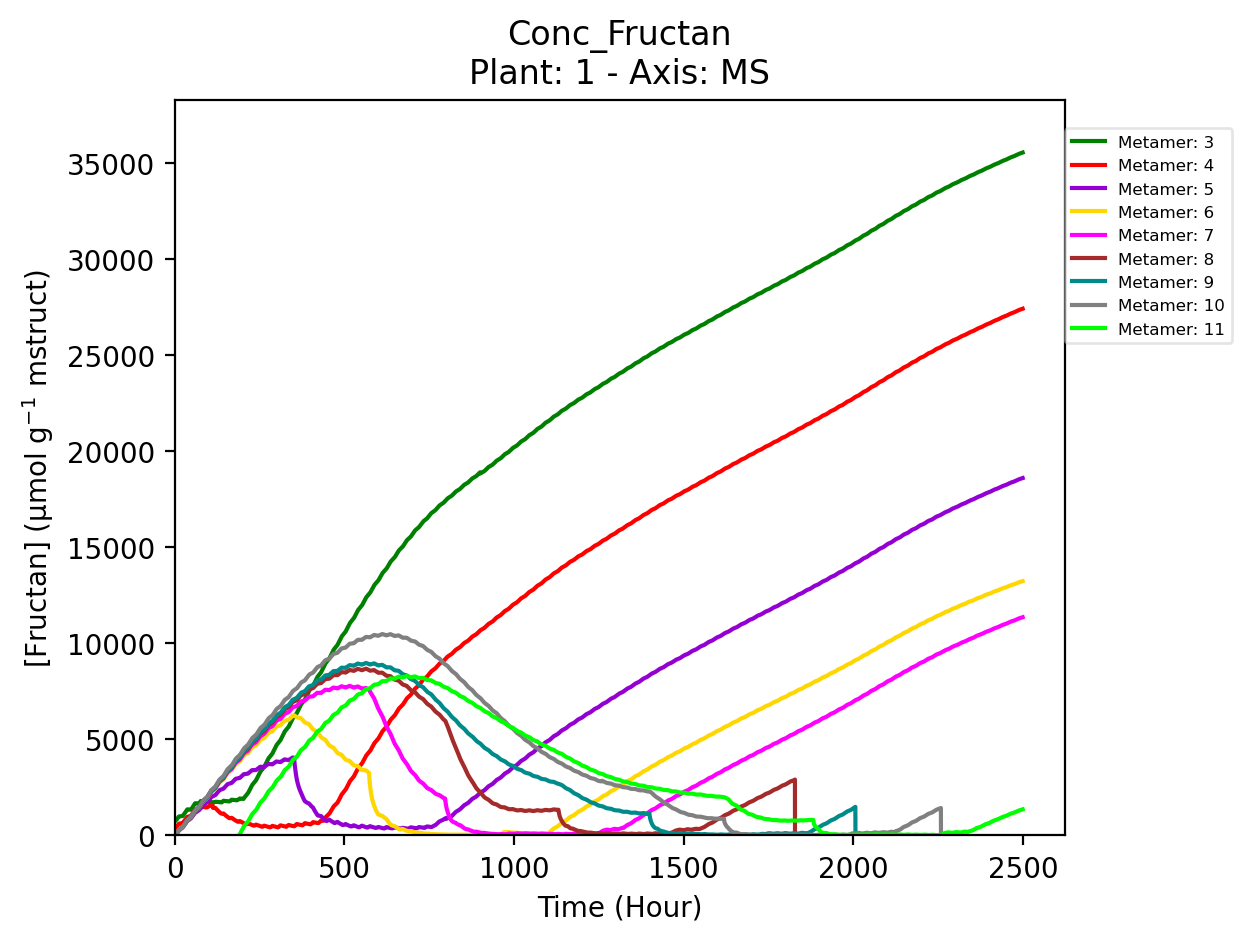 Conc_Fructan
Plant: 1 - Axis: MS
35000
30000
25000
20000
15000
10000
5000
0
[Fructan] (µmol g⁻¹ mstruct)
0 500 1000 1500 2000 2500
Time (Hour)
Metamer: 3
Metamer: 4
Metamer: 5
Metamer: 6
Metamer: 7
Metamer: 8
Metamer: 9
Metamer: 10
Metamer: 11